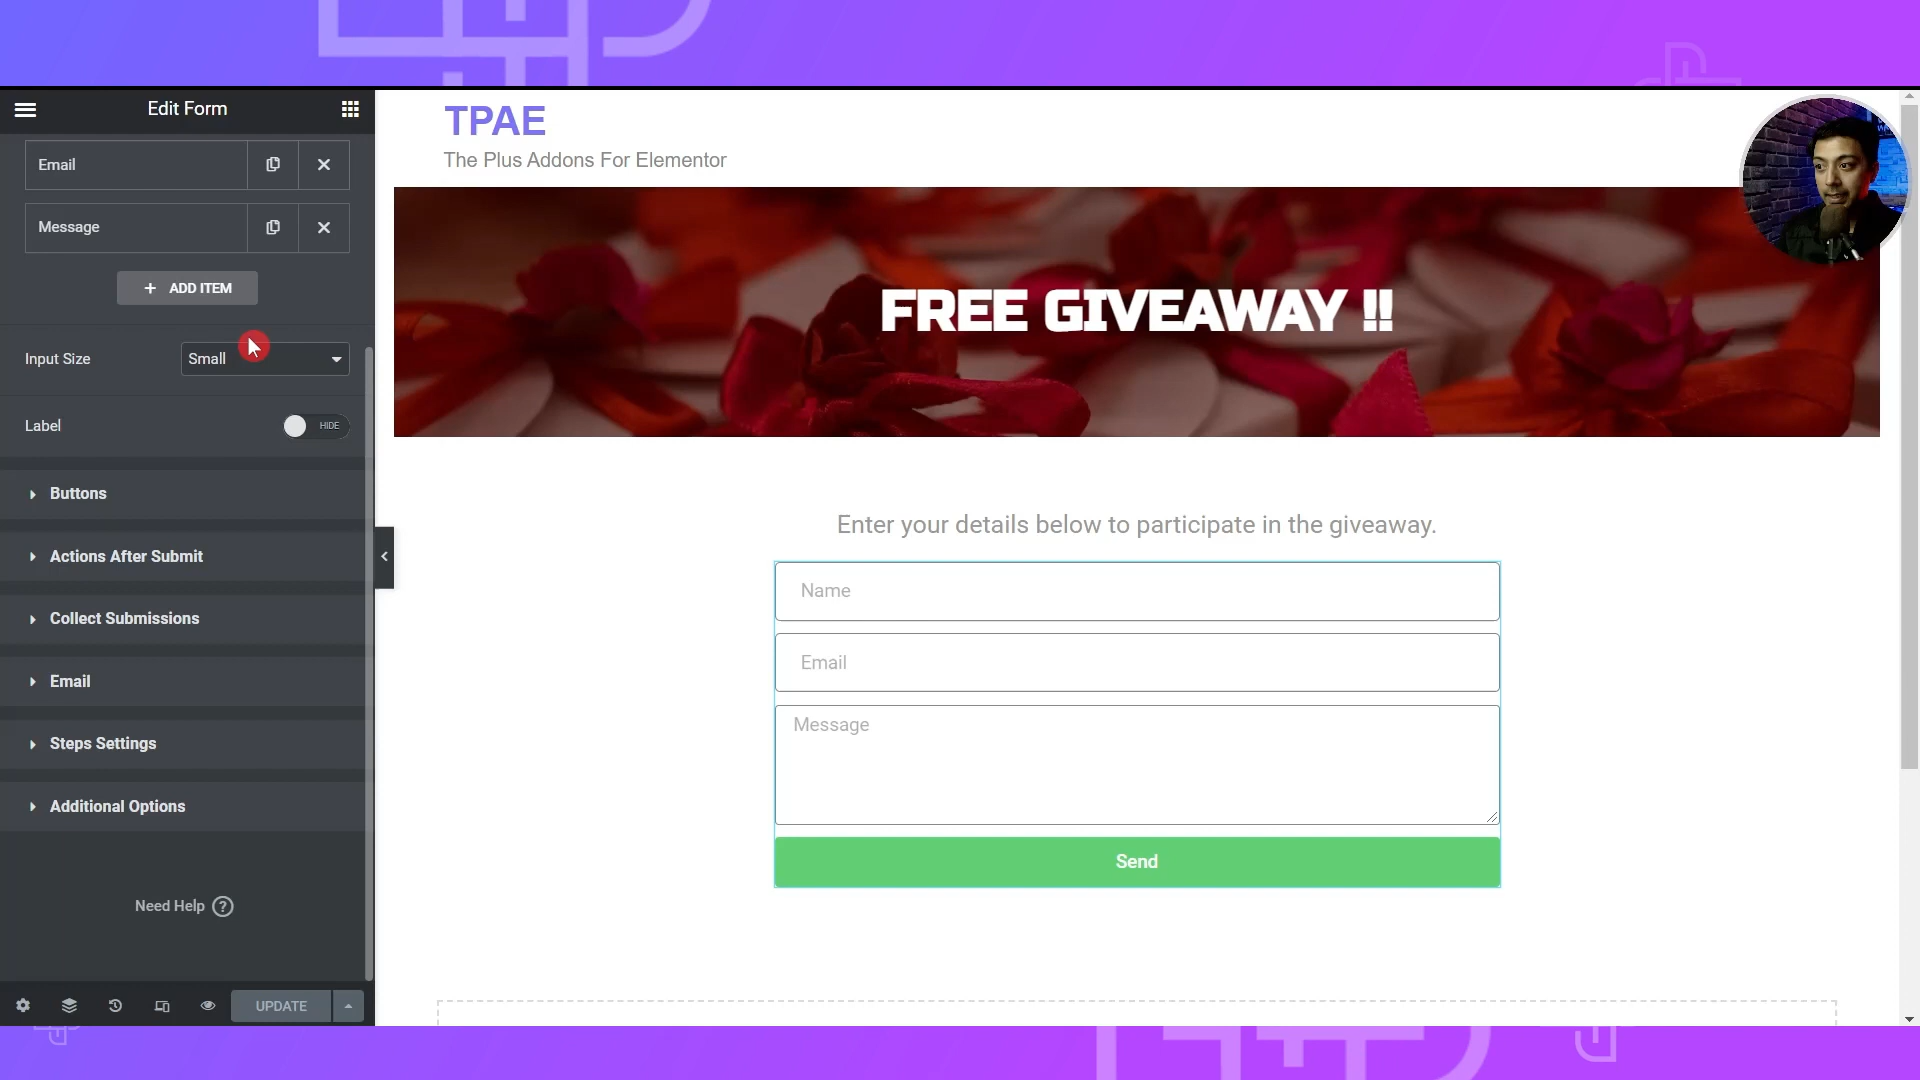 Edit Form
Email
Message
+ ADD ITEM
Input Size
Small
Label
HIDE
Buttons
Actions After Submit
Collect Submissions
Email
Steps Settings
Additional Options
Need Help ?
UPDATE
TPAE
The Plus Addons For Elementor
FREE GIVEAWAY !!
Enter your details below to participate in the giveaway.
Name
Email
Message
Send